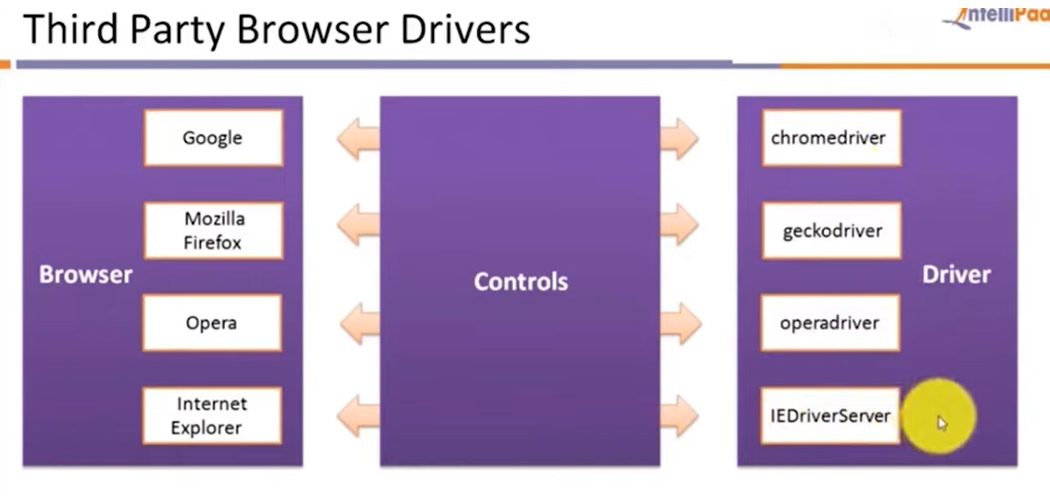 Third Party Browser Drivers
IntelliPaa
Google
chromedriver
Mozilla
Firefox
geckodriver
Browser
Controls
Driver
Opera
operadriver
Internet
Explorer
IEDriverServer